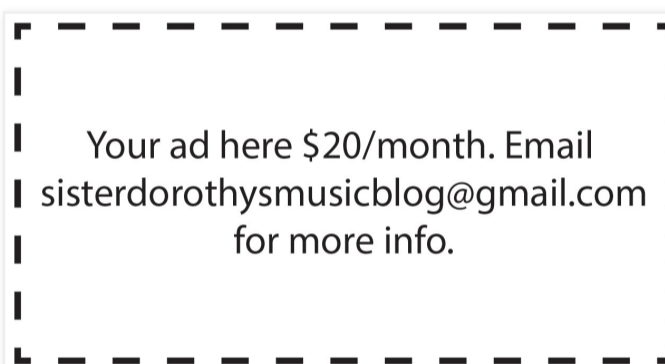 Your ad here $20/month. Email
sisterdorothysmusicblog@gmail.com
for more info.